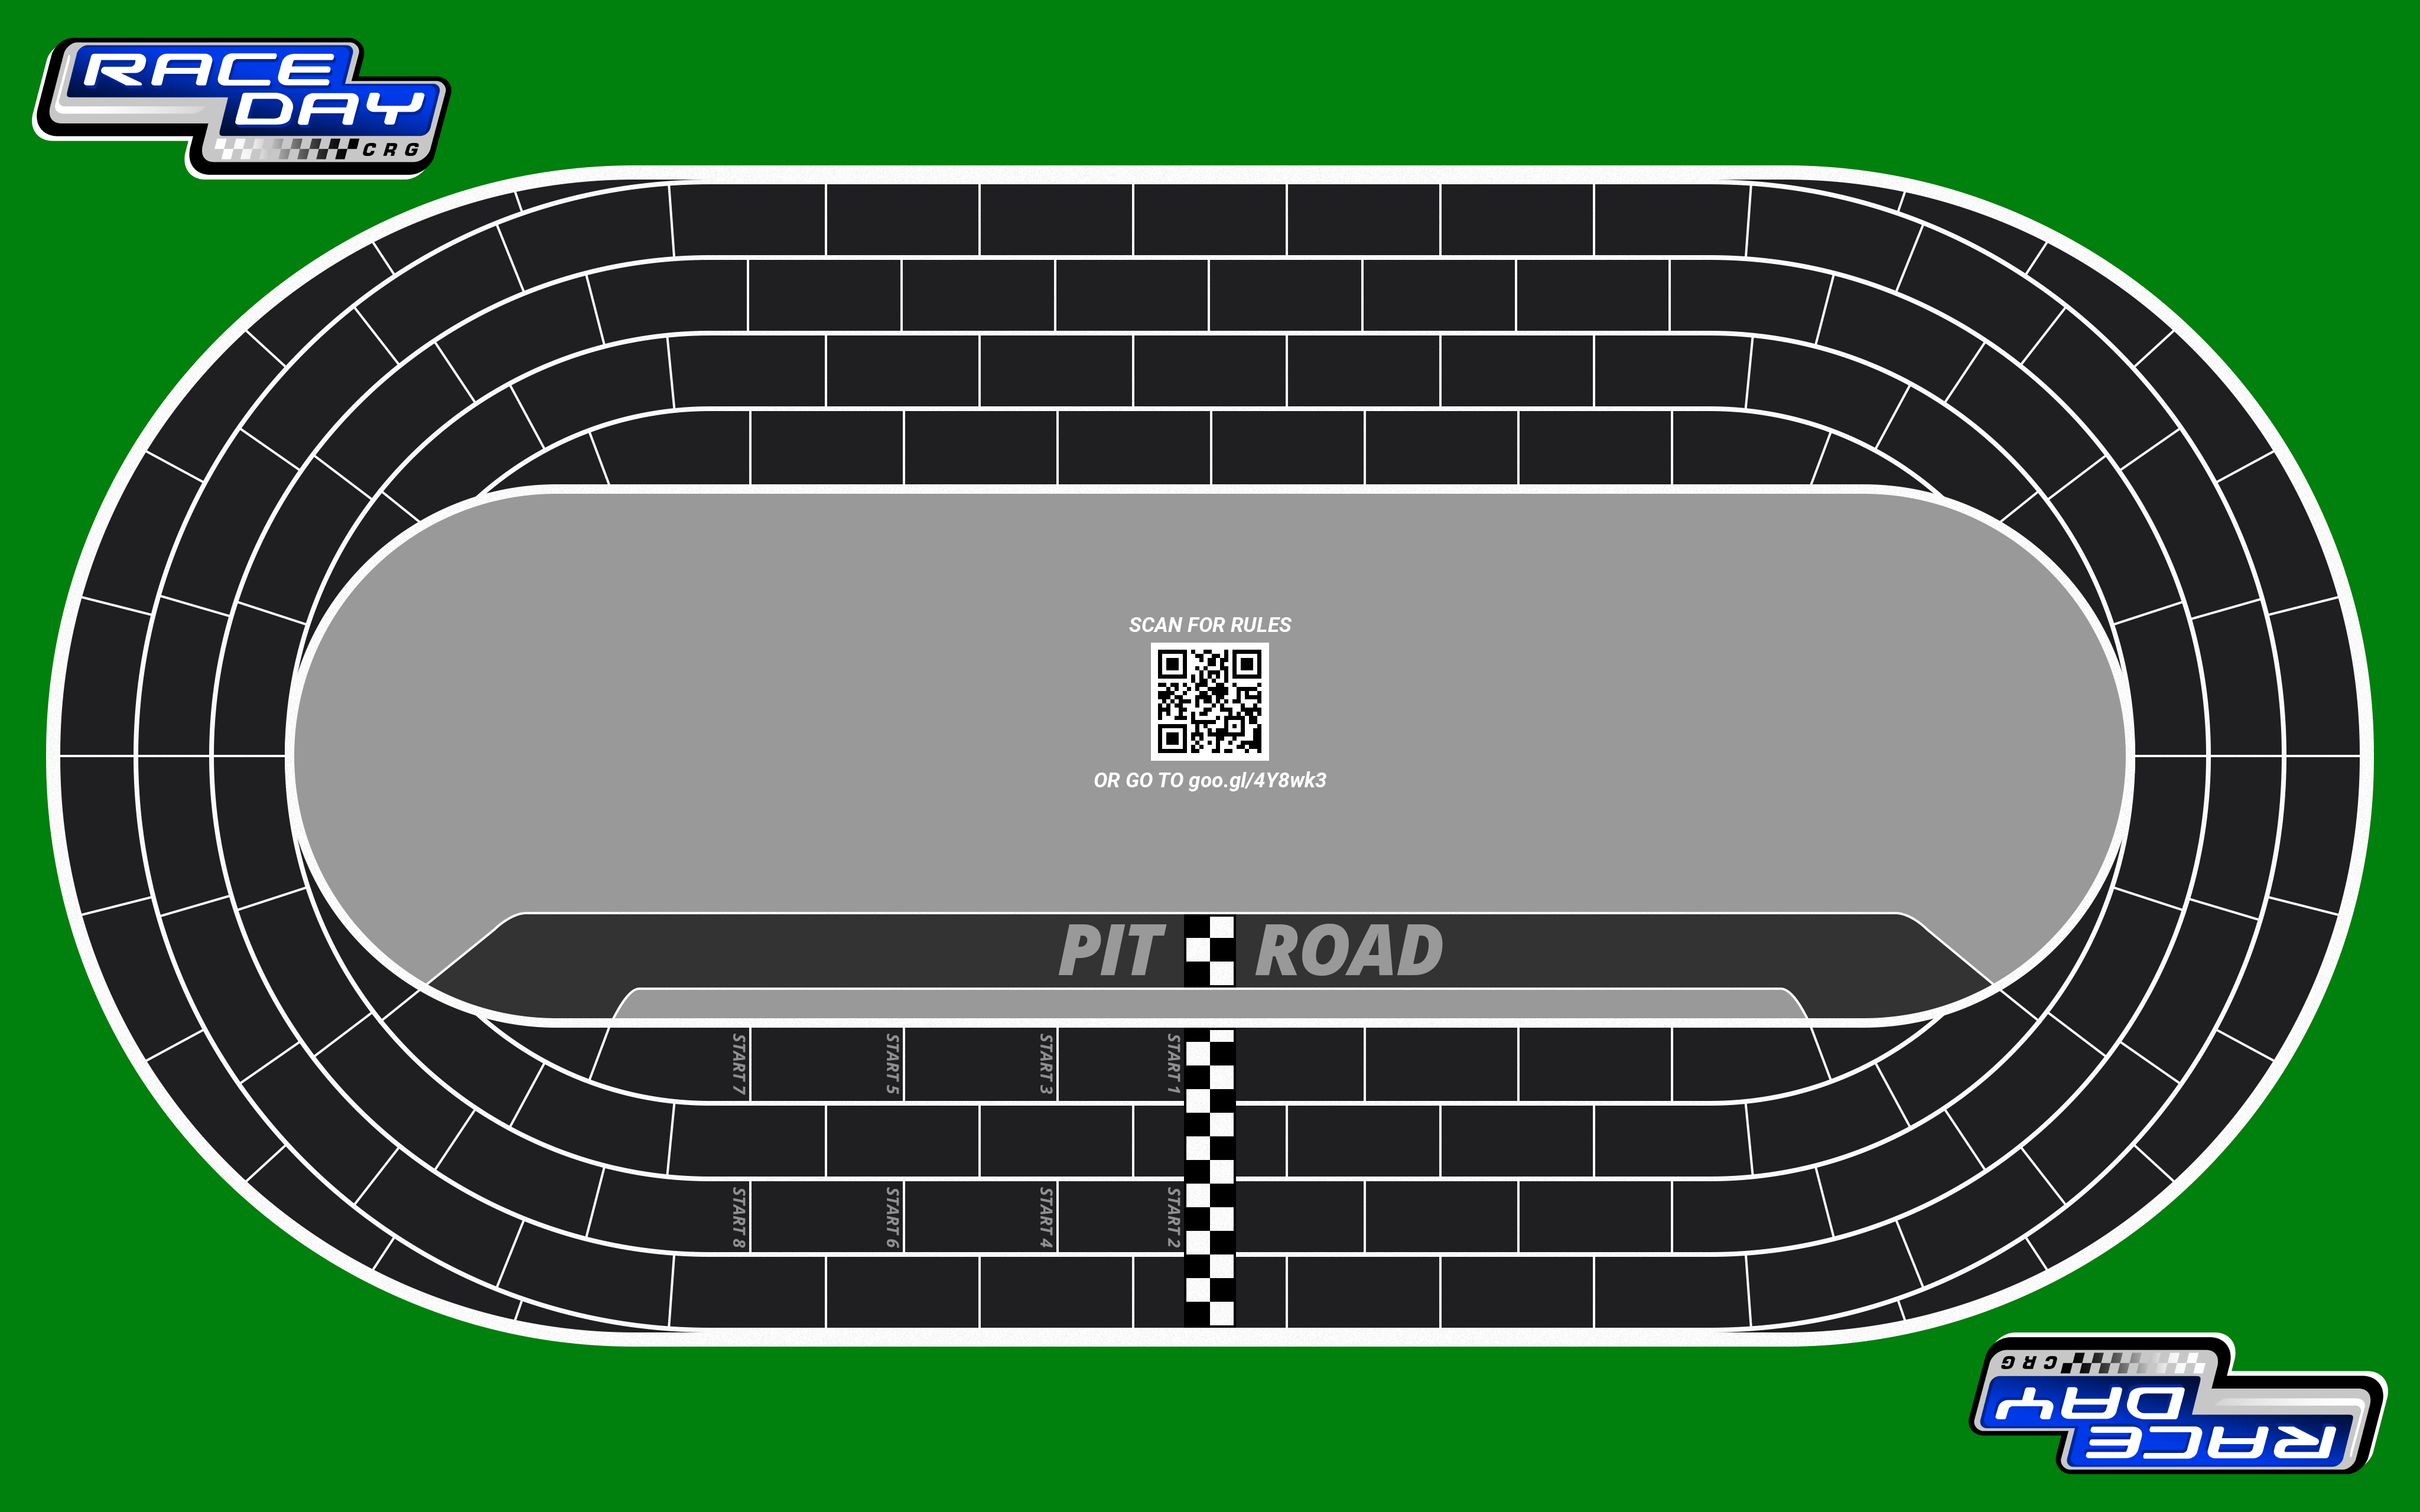 RACE
DAY
CRG
SCAN FOR RULES
OR GO TO goo.gl/4Y8wk3
PIT ROAD
START 7
START 5
START 3
START 1
START 8
START 6
START 4
START 2
CRG
DAY
RACE